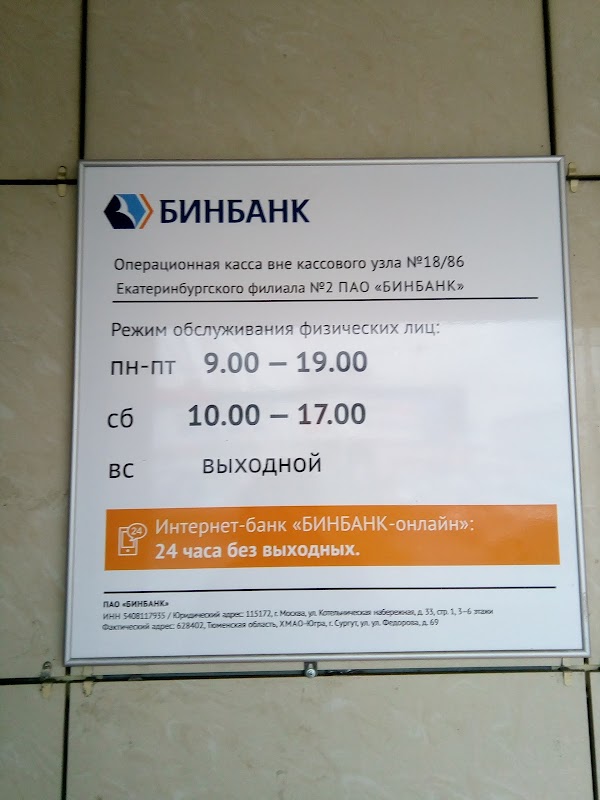 БИНБАНК
Операционная касса вне кассового узла №18/86
Екатеринбургского филиала №2 ПАО «БИНБАНК»
Режим обслуживания физических лиц:
пн-пт 9.00 — 19.00
сб 10.00 — 17.00
вс выходной
24
Интернет-банк «БИНБАНК-онлайн»:
24 часа без выходных.
ПАО «БИНБАНК»
ИНН 5408117935 / Юридический адрес: 115172, г. Москва, ул. Котельническая набережная, д. 33, стр. 1, 3–6 этажи
Фактический адрес: 628402, Тюменская область, ХМАО-Югра, г. Сургут, ул. ул. Федорова, д. 69